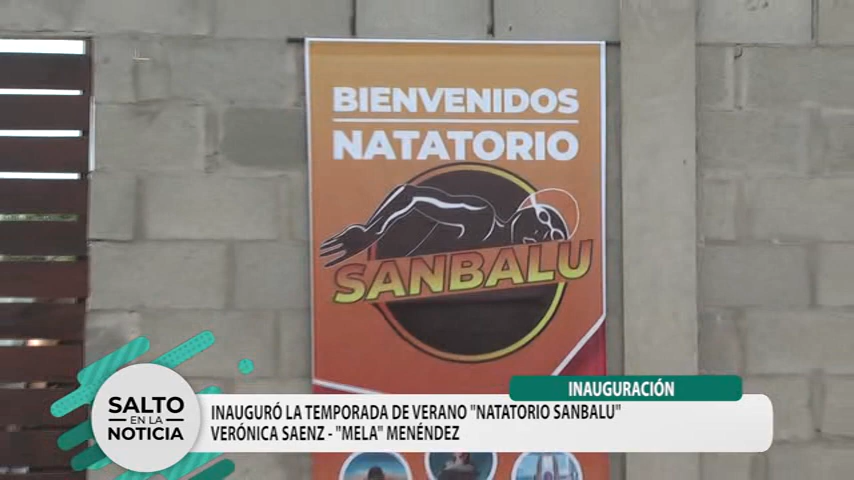 BIENVENIDOS
NATATORIO
SANBALU
INAUGURACIÓN
SALTO
EN LA
NOTICIA
INAUGURÓ LA TEMPORADA DE VERANO "NATATORIO SANBALU"
VERÓNICA SAENZ - "MELA" MENÉNDEZ